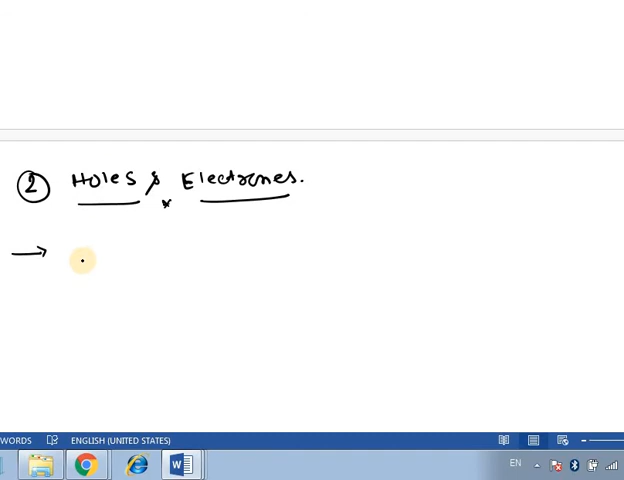 ② Holes & Electrones.
→
WORDS ENGLISH (UNITED STATES)
EN